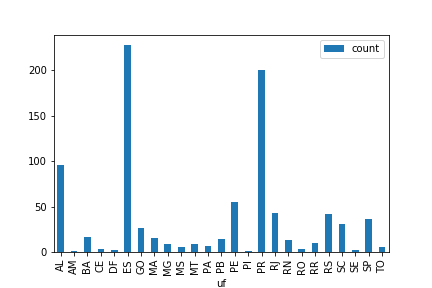 count
200
150
100
50
0
AL AM BA CE DF ES GO MA MG MS MT PA PB PE PI PR RJ RN RO RR RS SC SE SP TO
uf